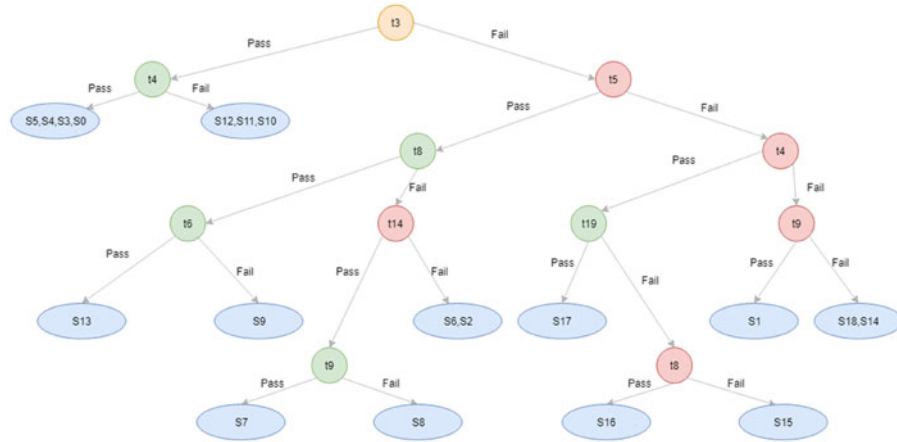 t3
Pass
Fail
t4
t5
Pass
Fail
Pass
Fail
S5,S4,S3,S0
S12,S11,S10
t8
t4
Pass
Fail
Pass
Fail
t6
t14
t19
t9
Pass
Fail
Pass
Fail
Pass
Fail
Pass
Fail
S13
S9
S6,S2
S17
S1
S18,S14
t9
t8
Pass
Fail
Pass
Fail
S7
S8
S16
S15